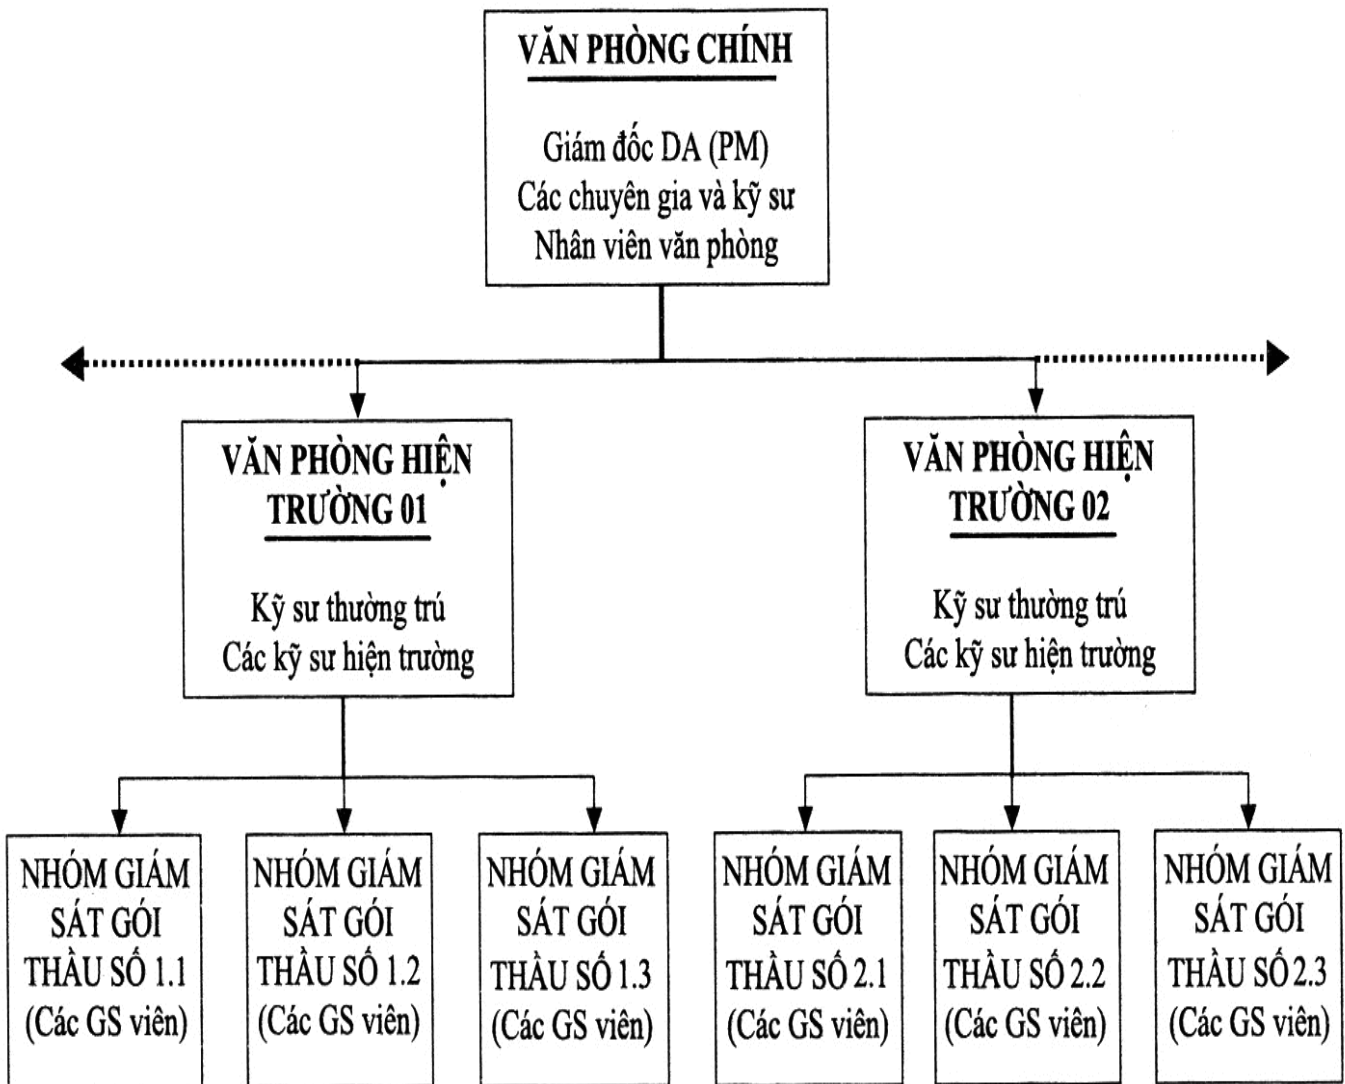 VĂN PHÒNG CHÍNH
Giám đốc DA (PM)
Các chuyên gia và kỹ sư
Nhân viên văn phòng
VĂN PHÒNG HIỆN
TRƯỜNG 01
Kỹ sư thường trú
Các kỹ sư hiện trường
VĂN PHÒNG HIỆN
TRƯỜNG 02
Kỹ sư thường trú
Các kỹ sư hiện trường
NHÓM GIÁM
SÁT GÓI
THẦU SỐ 1.1
(Các GS viên)
NHÓM GIÁM
SÁT GÓI
THẦU SỐ 1.2
(Các GS viên)
NHÓM GIÁM
SÁT GÓI
THẦU SỐ 1.3
(Các GS viên)
NHÓM GIÁM
SÁT GÓI
THẦU SỐ 2.1
(Các GS viên)
NHÓM GIÁM
SÁT GÓI
THẦU SỐ 2.2
(Các GS viên)
NHÓM GIÁM
SÁT GÓI
THẦU SỐ 2.3
(Các GS viên)